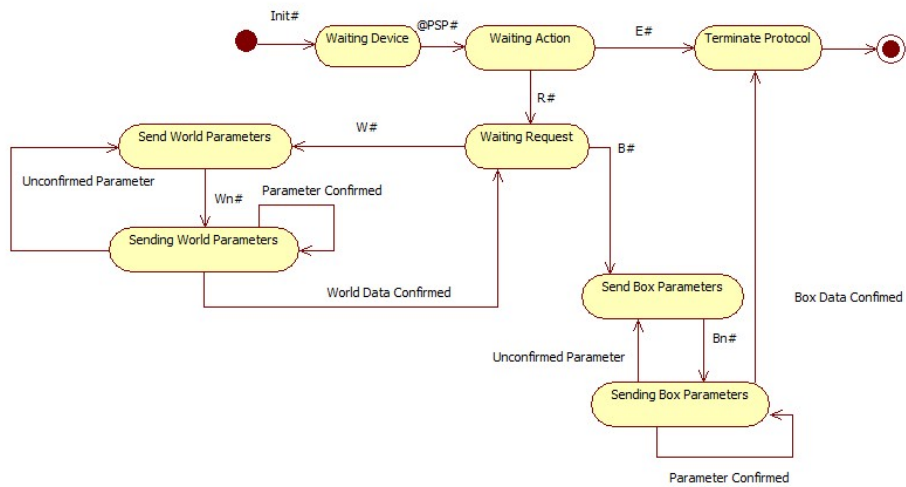 Init#
@PSP#
Waiting Device
Waiting Action
E#
Terminate Protocol
R#
W#
Send World Parameters
Waiting Request
B#
Unconfirmed Parameter
Wn#
Parameter Confirmed
Sending World Parameters
World Data Confirmed
Send Box Parameters
Box Data Confimed
Bn#
Unconfirmed Parameter
Sending Box Parameters
Parameter Confirmed